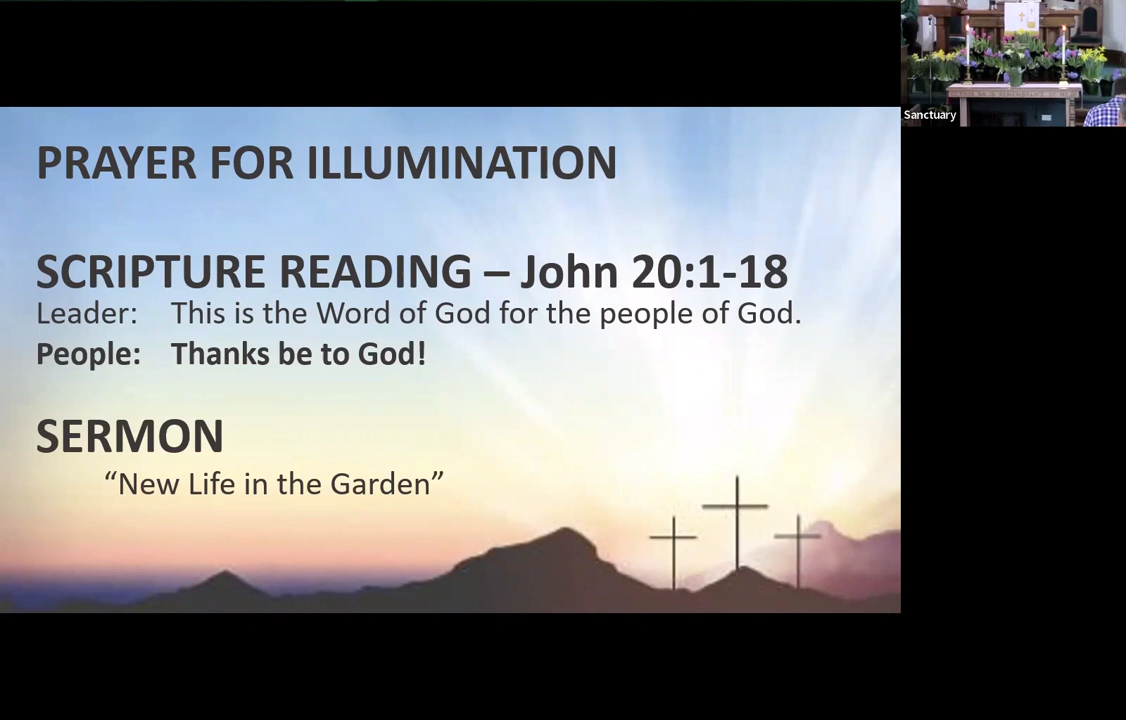 PRAYER FOR ILLUMINATION
SCRIPTURE READING – John 20:1-18
Leader: This is the Word of God for the people of God.
People: Thanks be to God!
SERMON
“New Life in the Garden”
Sanctuary